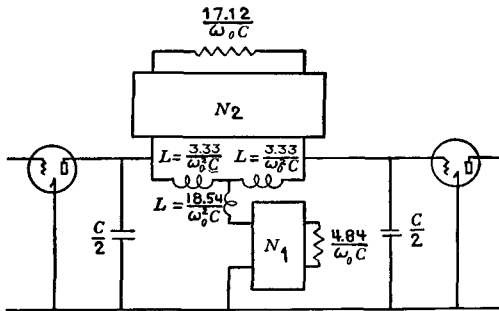 17.12
ω₀C
N₂
L = 3.33/ω₀²C L = 3.33/ω₀²C
L = 18.54/ω₀²C
C/2
N₁
4.84/ω₀C
C/2